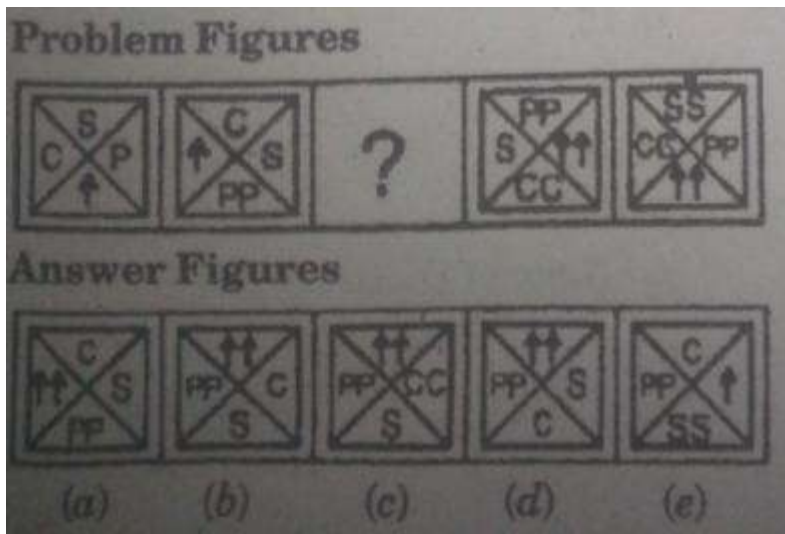 Problem Figures
S C PP SS
C P ↑ S ? S ↑↑ CC PP
↑ PP CC ↑↑
Answer Figures
C ↑↑ ↑↑ ↑↑ C
↑↑ S PP C PP CC PP S PP ↑
PP S S C SS
(a) (b) (c) (d) (e)